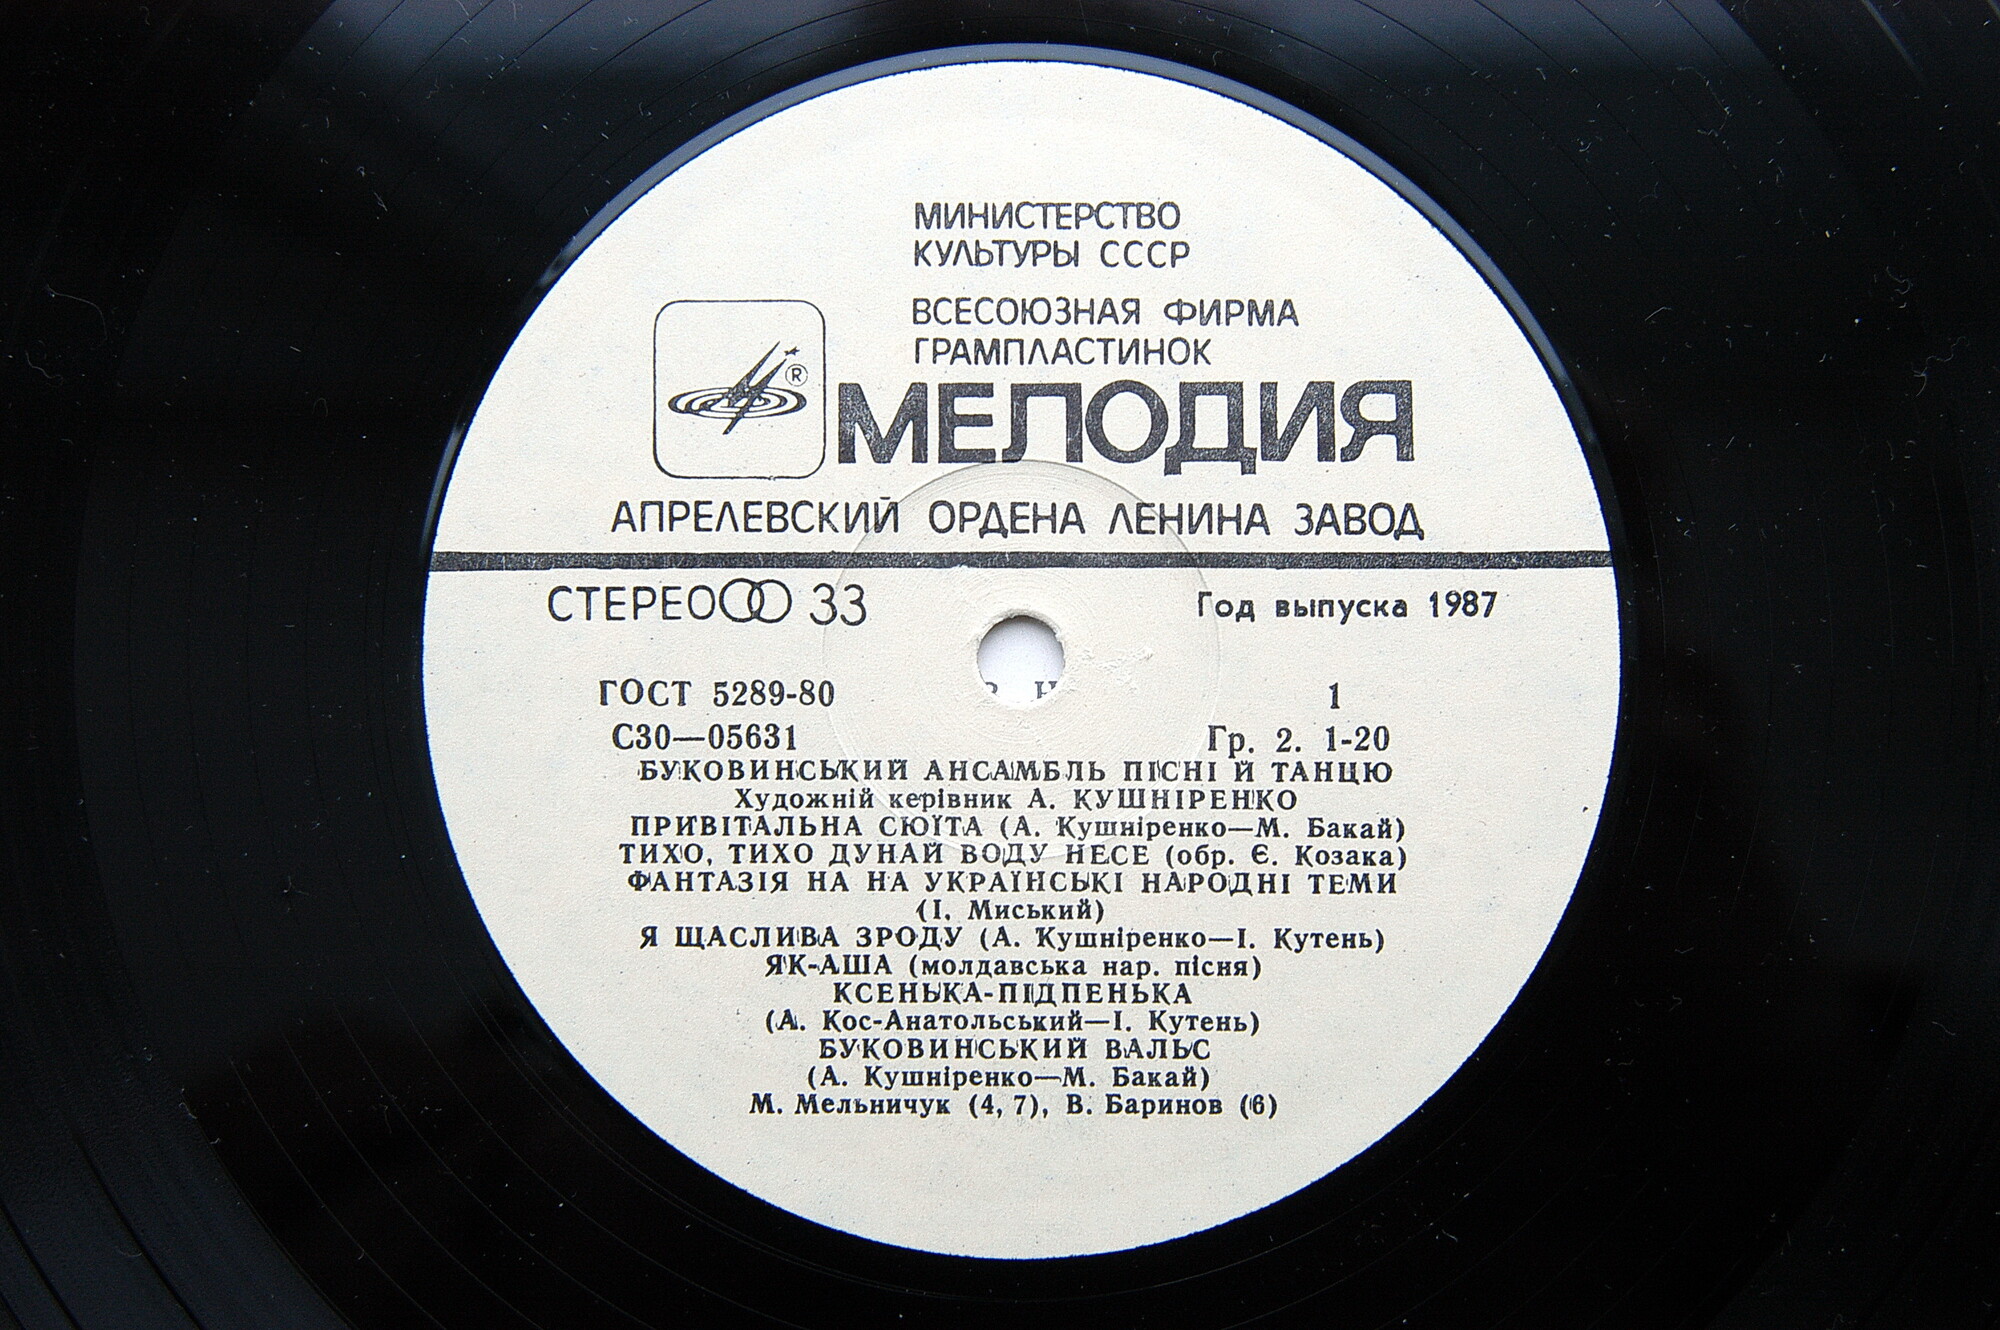 МИНИСТЕРСТВО
КУЛЬТУРЫ СССР
ВСЕСОЮЗНАЯ ФИРМА
ГРАМПЛАСТИНОК
®
МЕЛОДИЯ
АПРЕЛЕВСКИЙ ОРДЕНА ЛЕНИНА ЗАВОД
СТЕРЕО 33
Год выпуска 1987
ГОСТ 5289-80
1
С30—05631
Гр. 2. 1-20
БУКОВИНСЬКИЙ АНСАМБЛЬ ПІСНІ Й ТАНЦЮ
Художній керівник А. КУШНІРЕНКО
ПРИВІТАЛЬНА СЮЇТА (А. Кушніренко—М. Бакай)
ТИХО, ТИХО ДУНАЙ ВОДУ НЕСЕ (обр. Є. Козака)
ФАНТАЗІЯ НА НА УКРАЇНСЬКІ НАРОДНІ ТЕМИ
(І. Миський)
Я ЩАСЛИВА ЗРОДУ (А. Кушніренко—І. Кутень)
ЯК-АША (молдавська нар. пісня)
КСЕНЬКА-ПІДПЕНЬКА
(А. Кос-Анатольський—І. Кутень)
БУКОВИНСЬКИЙ ВАЛЬС
(А. Кушніренко—М. Бакай)
М. Мельничук (4, 7), В. Баринов (6)